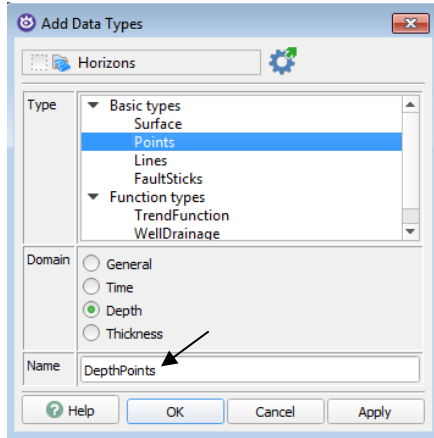 Add Data Types
Horizons
Type
Basic types
Surface
Points
Lines
FaultSticks
Function types
TrendFunction
WellDrainage
Domain
General
Time
Depth
Thickness
Name
DepthPoints
Help OK Cancel Apply